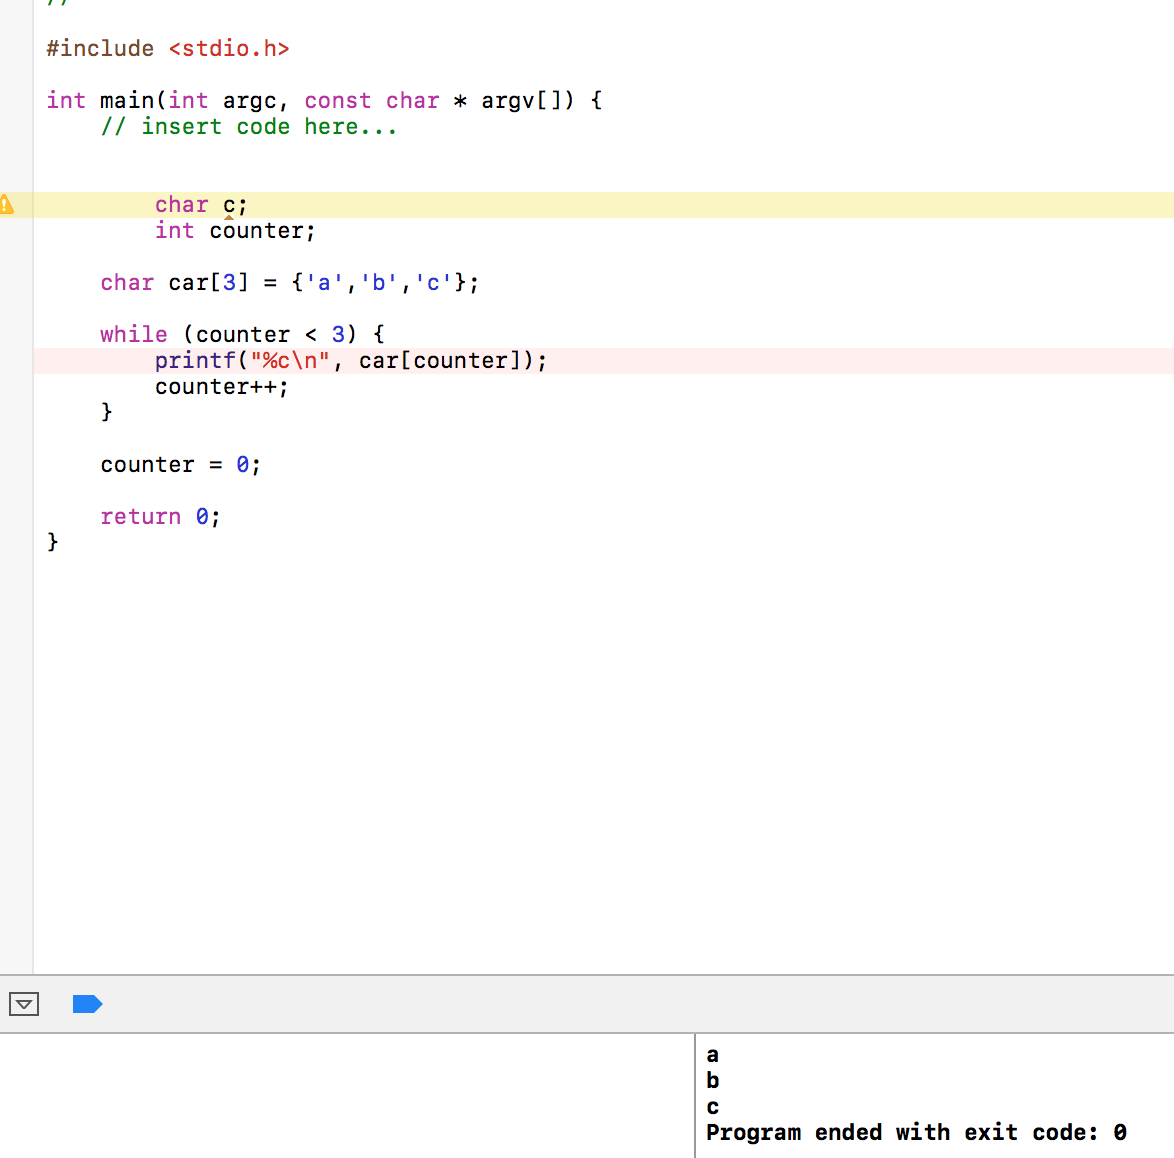 //
#include <stdio.h>
int main(int argc, const char * argv[]) {
// insert code here...
char c;
int counter;
char car[3] = {'a','b','c'};
while (counter < 3) {
printf("%c\n", car[counter]);
counter++;
}
counter = 0;
return 0;
}
a
b
c
Program ended with exit code: 0